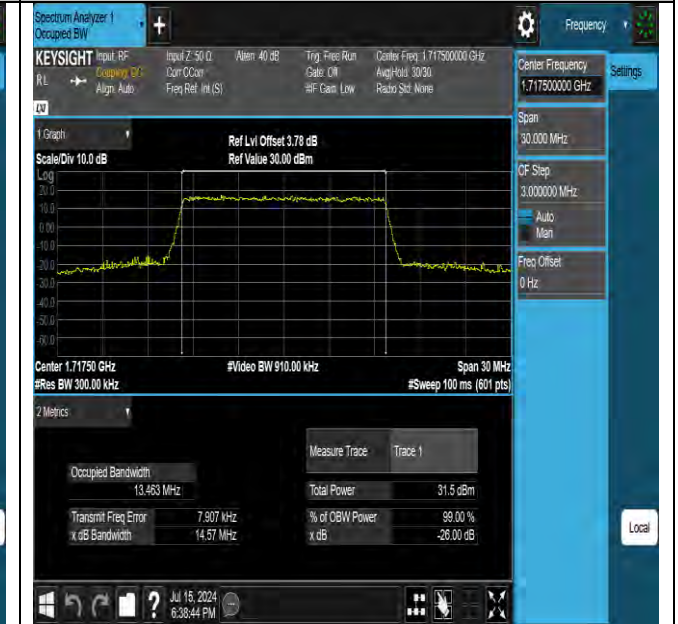 Spectrum Analyzer 1
Occupied BW
+
Frequency
KEYSIGHT
Input: RF
Coupling: DC
Align: Auto
RL
Input Z: 50 Ω
Corr CCorr
Freq Ref: Int (S)
Atten: 40 dB
Trig: Free Run
Gate: Off
#IF Gain: Low
Center Freq: 1.717500000 GHz
Avg|Hold: 30/30
Radio Std: None
LXI
1 Graph
Scale/Div 10.0 dB
Ref Lvl Offset 3.78 dB
Ref Value 30.00 dBm
Log
20.0
10.0
0.00
-10.0
-20.0
-30.0
-40.0
-50.0
-60.0
Center 1.71750 GHz
#Video BW 910.00 kHz
Span 30 MHz
#Res BW 300.00 kHz
#Sweep 100 ms (601 pts)
2 Metrics
Measure Trace
Trace 1
Occupied Bandwidth
13.463 MHz
Total Power
31.5 dBm
Transmit Freq Error
7.907 kHz
% of OBW Power
99.00 %
x dB Bandwidth
14.57 MHz
x dB
-26.00 dB
Center Frequency
1.717500000 GHz
Settings
Span
30.000 MHz
CF Step
3.000000 MHz
Auto
Man
Freq Offset
0 Hz
Local
?
Jul 15, 2024
6:38:44 PM